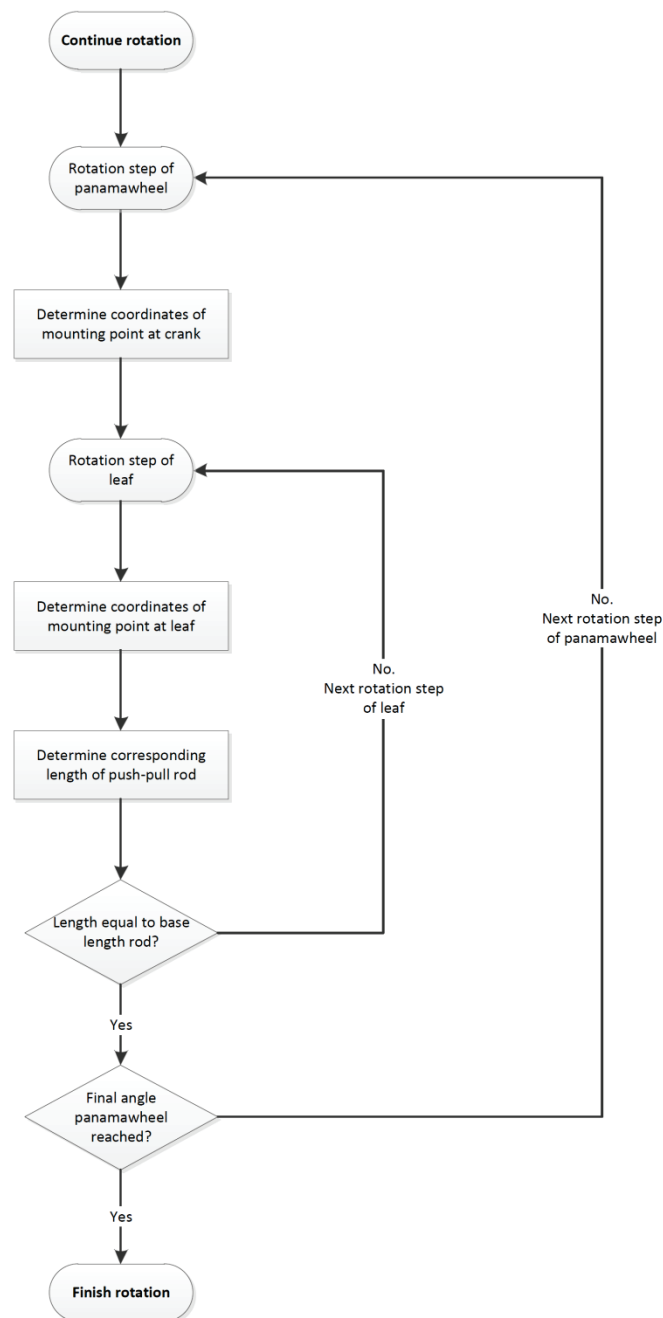 Continue rotation
Rotation step of
panamawheel
Determine coordinates of
mounting point at crank
Rotation step of
leaf
Determine coordinates of
mounting point at leaf
No.
Next rotation step
of panamawheel
No.
Next rotation step
of leaf
Determine corresponding
length of push-pull rod
Length equal to base
length rod?
Yes
Final angle
panamawheel
reached?
Yes
Finish rotation